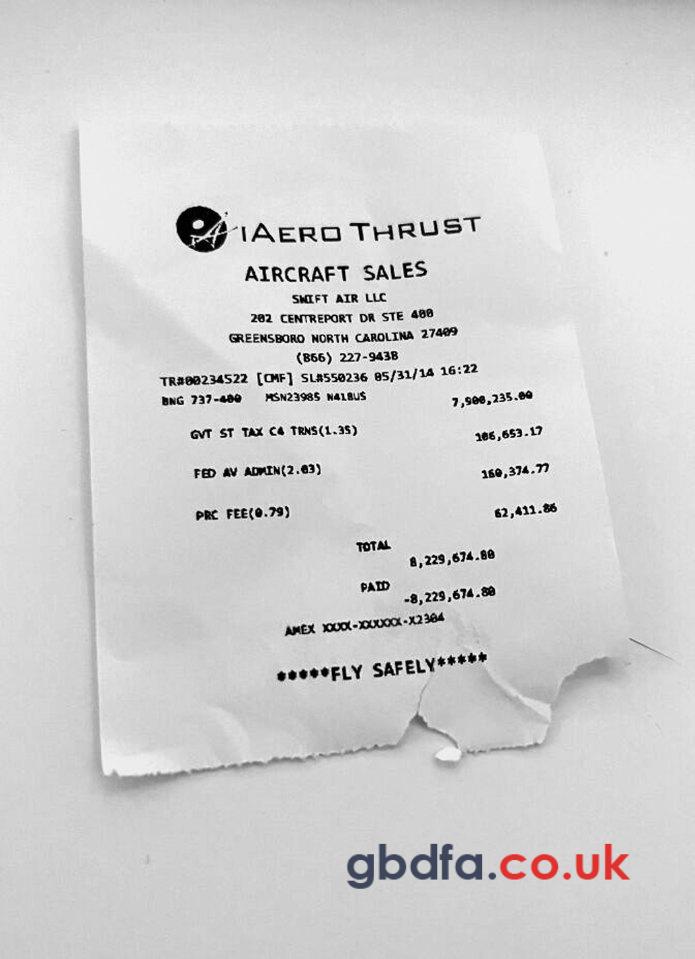 IAERO THRUST
AIRCRAFT SALES
SWIFT AIR LLC
202 CENTREPORT DR STE 400
GREENSBORO NORTH CAROLINA 27409
(866) 227-9438
TR#00234522 [CMF] SL#550236 05/31/14 16:22
BNG 737-400 MSN23985 N418US
7,900,235.00
GVT ST TAX C4 TRNS(1.35) 106,653.17
FED AV ADMIN(2.03) 160,374.77
PRC FEE(0.79) 62,411.86
TOTAL
8,229,674.80
PAID
-8,229,674.80
AMEX XXXX-XXXXXX-X2304
*****FLY SAFELY*****
gbdfa.co.uk